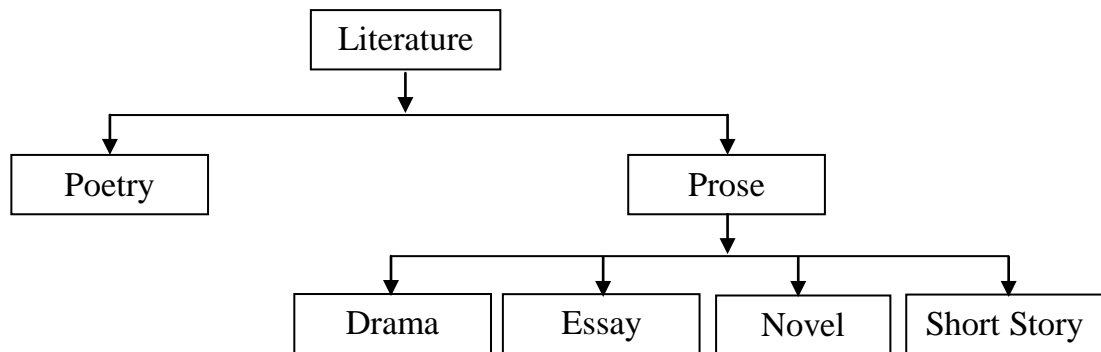 Literature
Poetry
Prose
Drama
Essay
Novel
Short Story